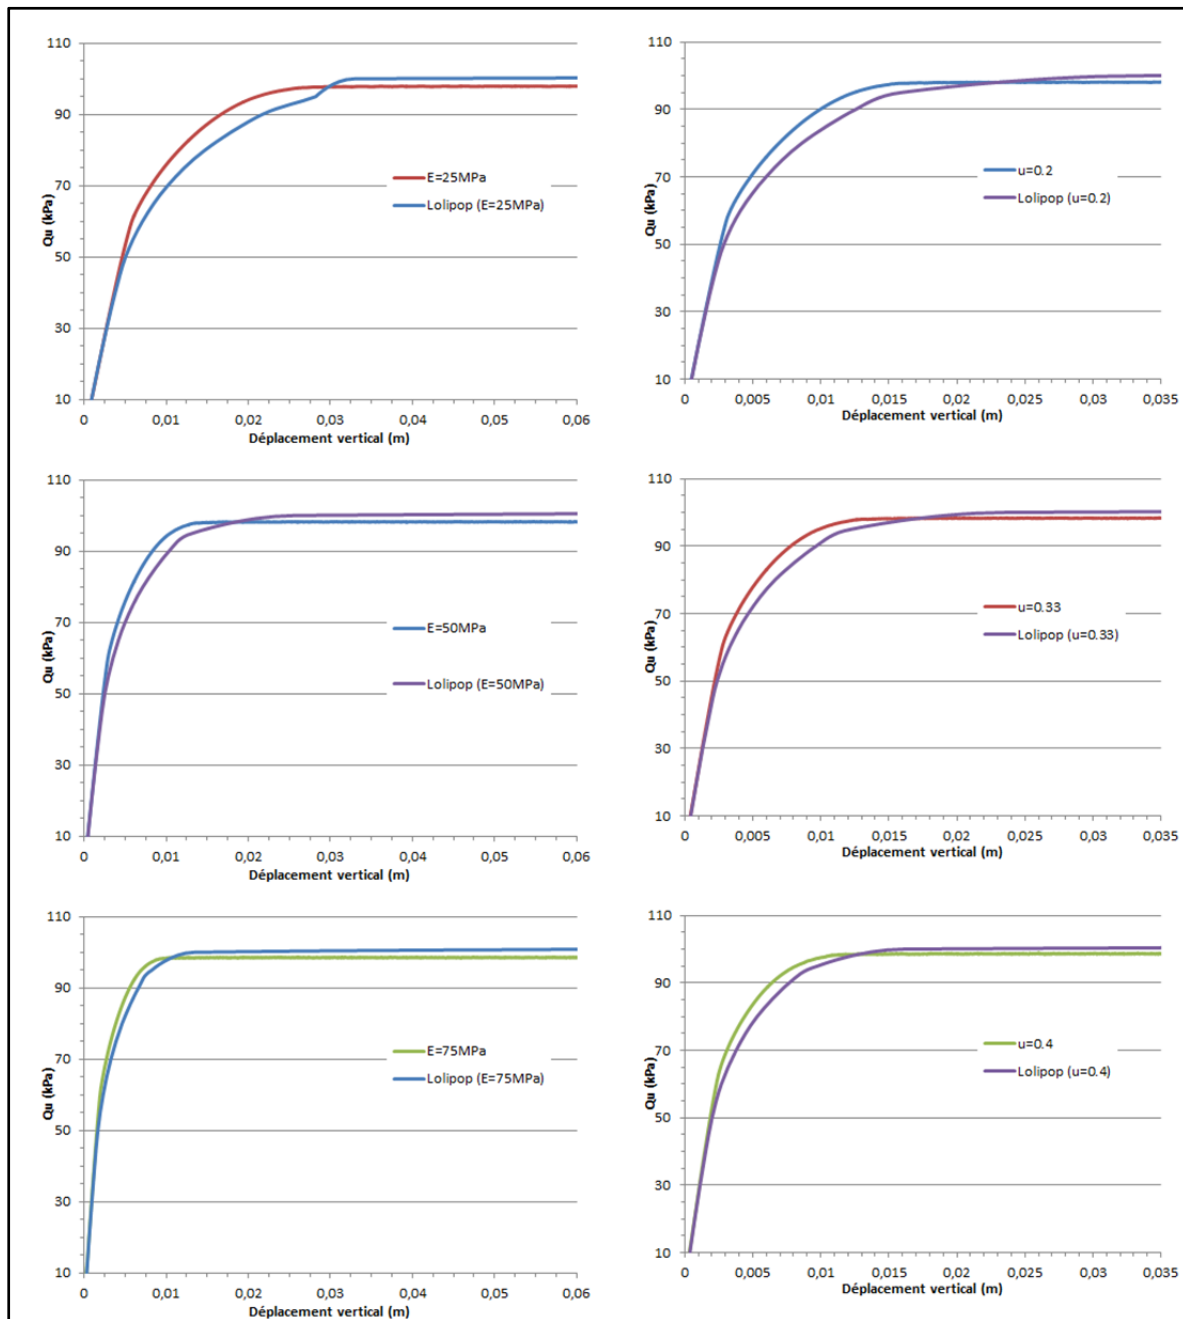 110
90
70
50
30
10
Qu (kPa)
E=25MPa
Lolipop (E=25MPa)
0 0,01 0,02 0,03 0,04 0,05 0,06
Déplacement vertical (m)
110
90
70
50
30
10
Qu (kPa)
u=0.2
Lolipop (u=0.2)
0 0,005 0,01 0,015 0,02 0,025 0,03 0,035
Déplacement vertical (m)
110
90
70
50
30
10
Qu (kPa)
E=50MPa
Lolipop (E=50MPa)
0 0,01 0,02 0,03 0,04 0,05 0,06
Déplacement vertical (m)
110
90
70
50
30
10
Qu (kPa)
u=0.33
Lolipop (u=0.33)
0 0,005 0,01 0,015 0,02 0,025 0,03 0,035
Déplacement vertical (m)
110
90
70
50
30
10
Qu (kPa)
E=75MPa
Lolipop (E=75MPa)
0 0,01 0,02 0,03 0,04 0,05 0,06
Déplacement vertical (m)
110
90
70
50
30
10
Qu (kPa)
u=0.4
Lolipop (u=0.4)
0 0,005 0,01 0,015 0,02 0,025 0,03 0,035
Déplacement vertical (m)